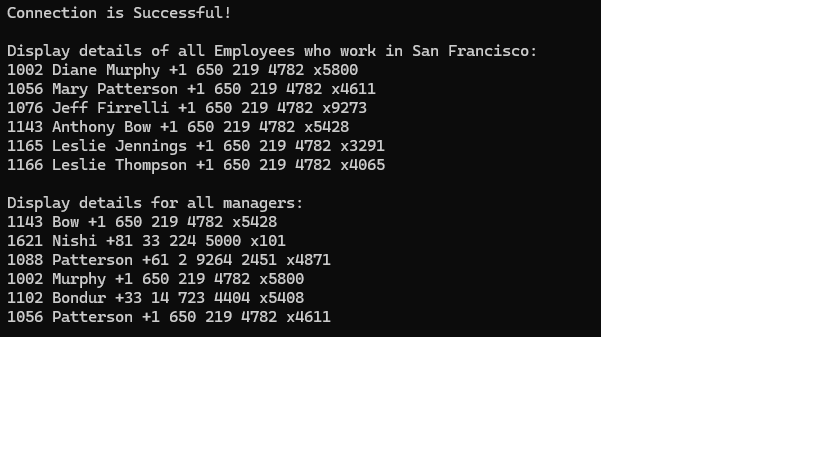 Connection is Successful!
Display details of all Employees who work in San Francisco:
1002 Diane Murphy +1 650 219 4782 x5800
1056 Mary Patterson +1 650 219 4782 x4611
1076 Jeff Firrelli +1 650 219 4782 x9273
1143 Anthony Bow +1 650 219 4782 x5428
1165 Leslie Jennings +1 650 219 4782 x3291
1166 Leslie Thompson +1 650 219 4782 x4065
Display details for all managers:
1143 Bow +1 650 219 4782 x5428
1621 Nishi +81 33 224 5000 x101
1088 Patterson +61 2 9264 2451 x4871
1002 Murphy +1 650 219 4782 x5800
1102 Bondur +33 14 723 4404 x5408
1056 Patterson +1 650 219 4782 x4611